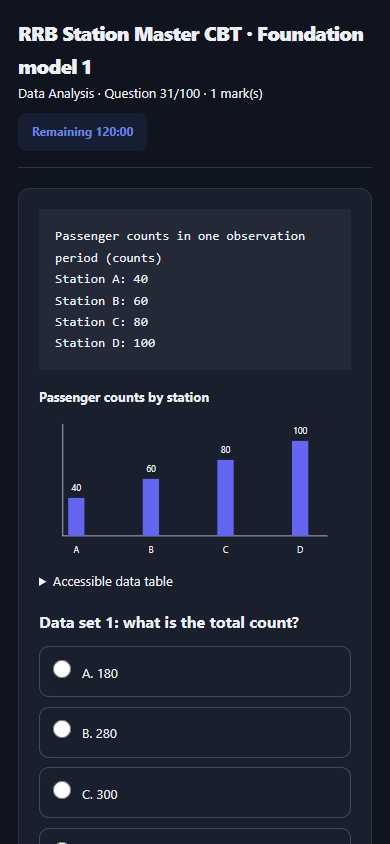 RRB Station Master CBT · Foundation
model 1
Data Analysis · Question 31/100 · 1 mark(s)
Remaining 120:00
Passenger counts in one observation
period (counts)
Station A: 40
Station B: 60
Station C: 80
Station D: 100
Passenger counts by station
40
60
80
100
A
B
C
D
Accessible data table
Data set 1: what is the total count?
A. 180
B. 280
C. 300